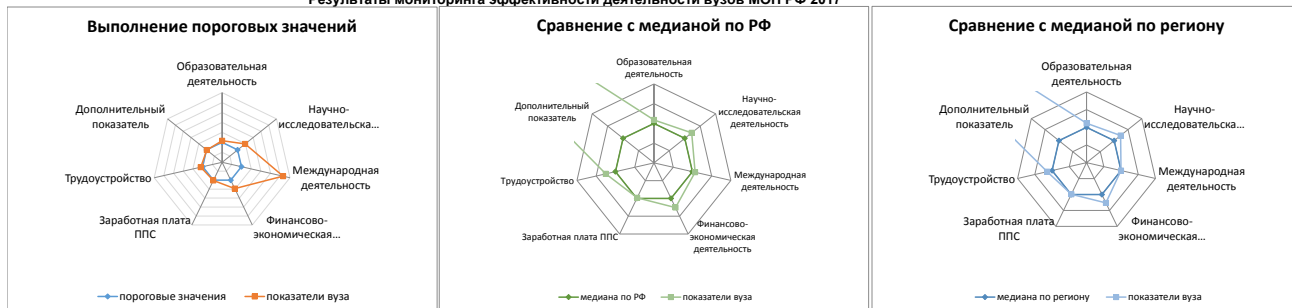 Результаты мониторинга эффективности деятельности вузов МОН РФ 2017
Выполнение пороговых значений
Образовательная
деятельность
Научно-
исследовательска...
Международная
деятельность
Финансово-
экономическая...
Заработная плата
ППС
Трудоустройство
Дополнительный
показатель
пороговые значения
показатели вуза
Сравнение с медианой по РФ
Образовательная
деятельность
Научно-
исследовательская
деятельность
Международная
деятельность
Финансово-
экономическая
деятельность
Заработная плата ППС
Трудоустройство
Дополнительный
показатель
медиана по РФ
показатели вуза
Сравнение с медианой по региону
Образовательная
деятельность
Научно-
исследовательска...
Международная
деятельность
Финансово-
экономическая...
Заработная плата
ППС
Трудоустройство
Дополнительный
показатель
медиана по региону
показатели вуза